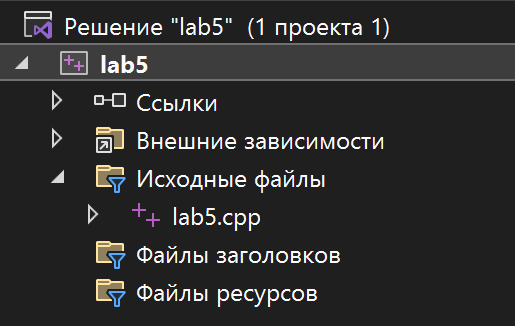 Решение "lab5" (1 проекта 1)
lab5
Ссылки
Внешние зависимости
Исходные файлы
lab5.cpp
Файлы заголовков
Файлы ресурсов